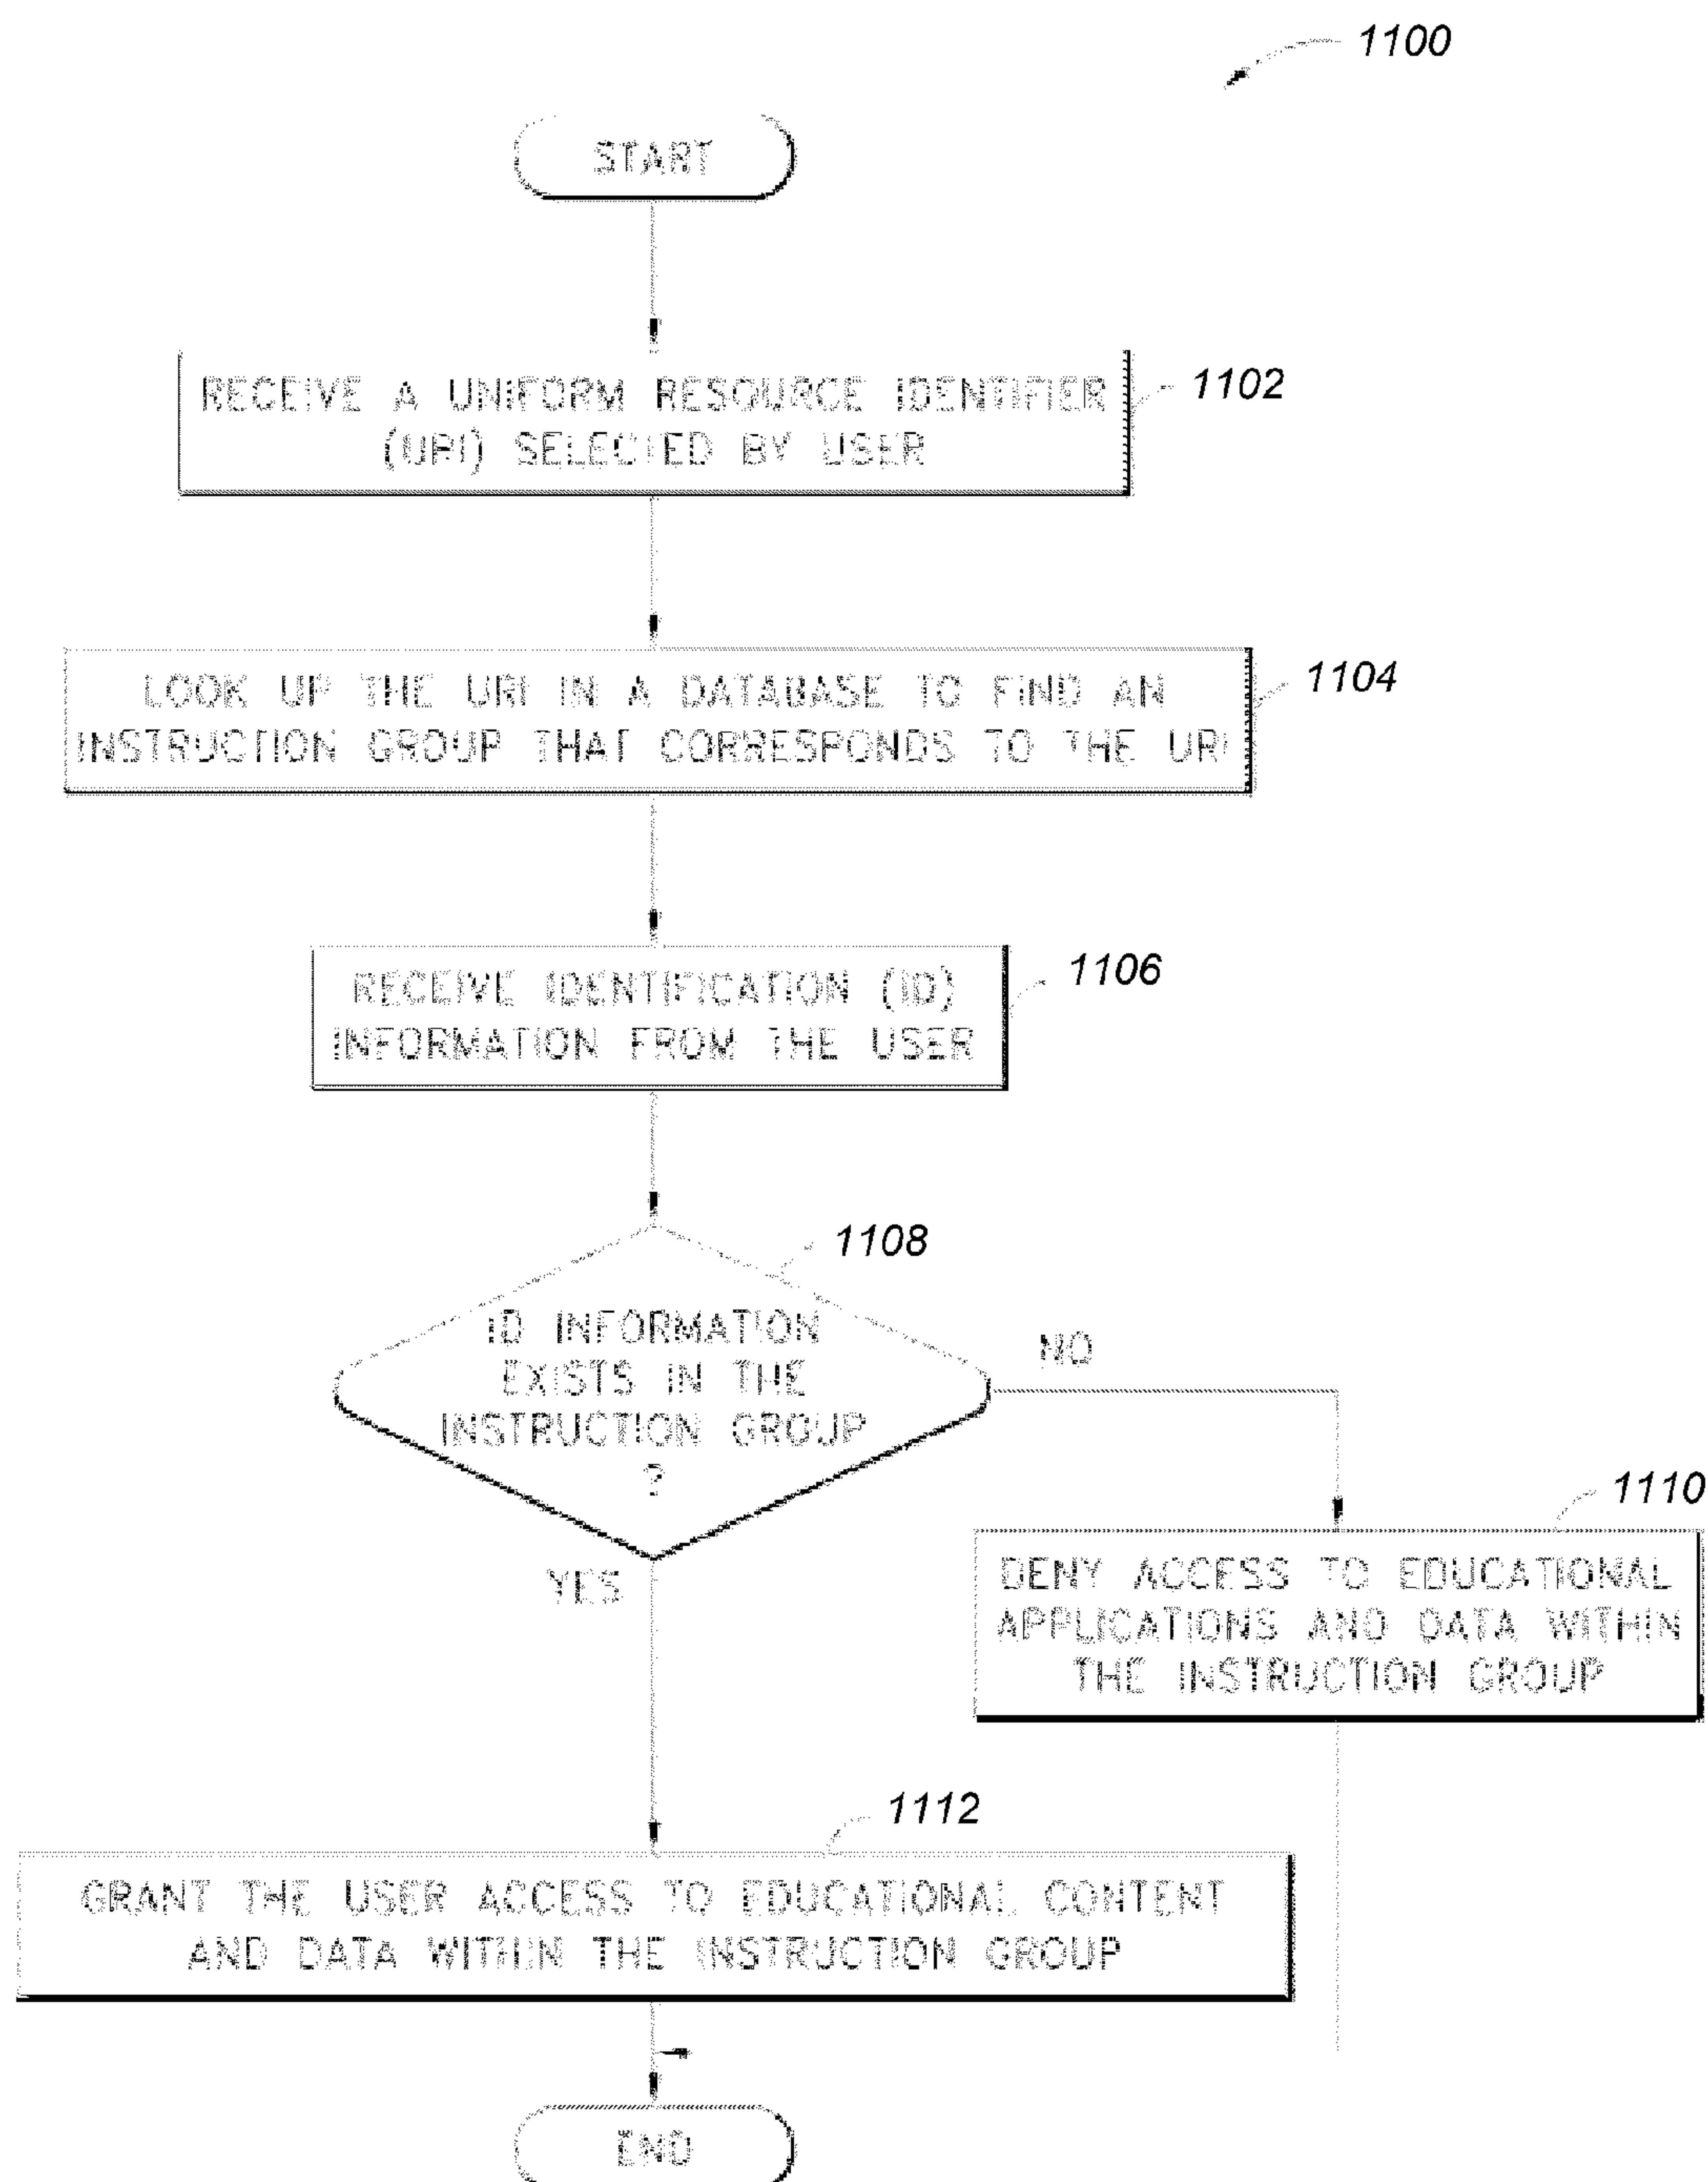 1100
START
RECEIVE A UNIFORM RESOURCE IDENTIFIER
(URI) SELECTED BY USER
1102
LOOK UP THE URI IN A DATABASE TO FIND AN
INSTRUCTION GROUP THAT CORRESPONDS TO THE URI
1104
RECEIVE IDENTIFICATION (ID)
INFORMATION FROM THE USER
1106
1108
ID INFORMATION
EXISTS IN THE
INSTRUCTION GROUP
?
NO
YES
1110
DENY ACCESS TO EDUCATIONAL
APPLICATIONS AND DATA WITHIN
THE INSTRUCTION GROUP
1112
GRANT THE USER ACCESS TO EDUCATIONAL CONTENT
AND DATA WITHIN THE INSTRUCTION GROUP
END